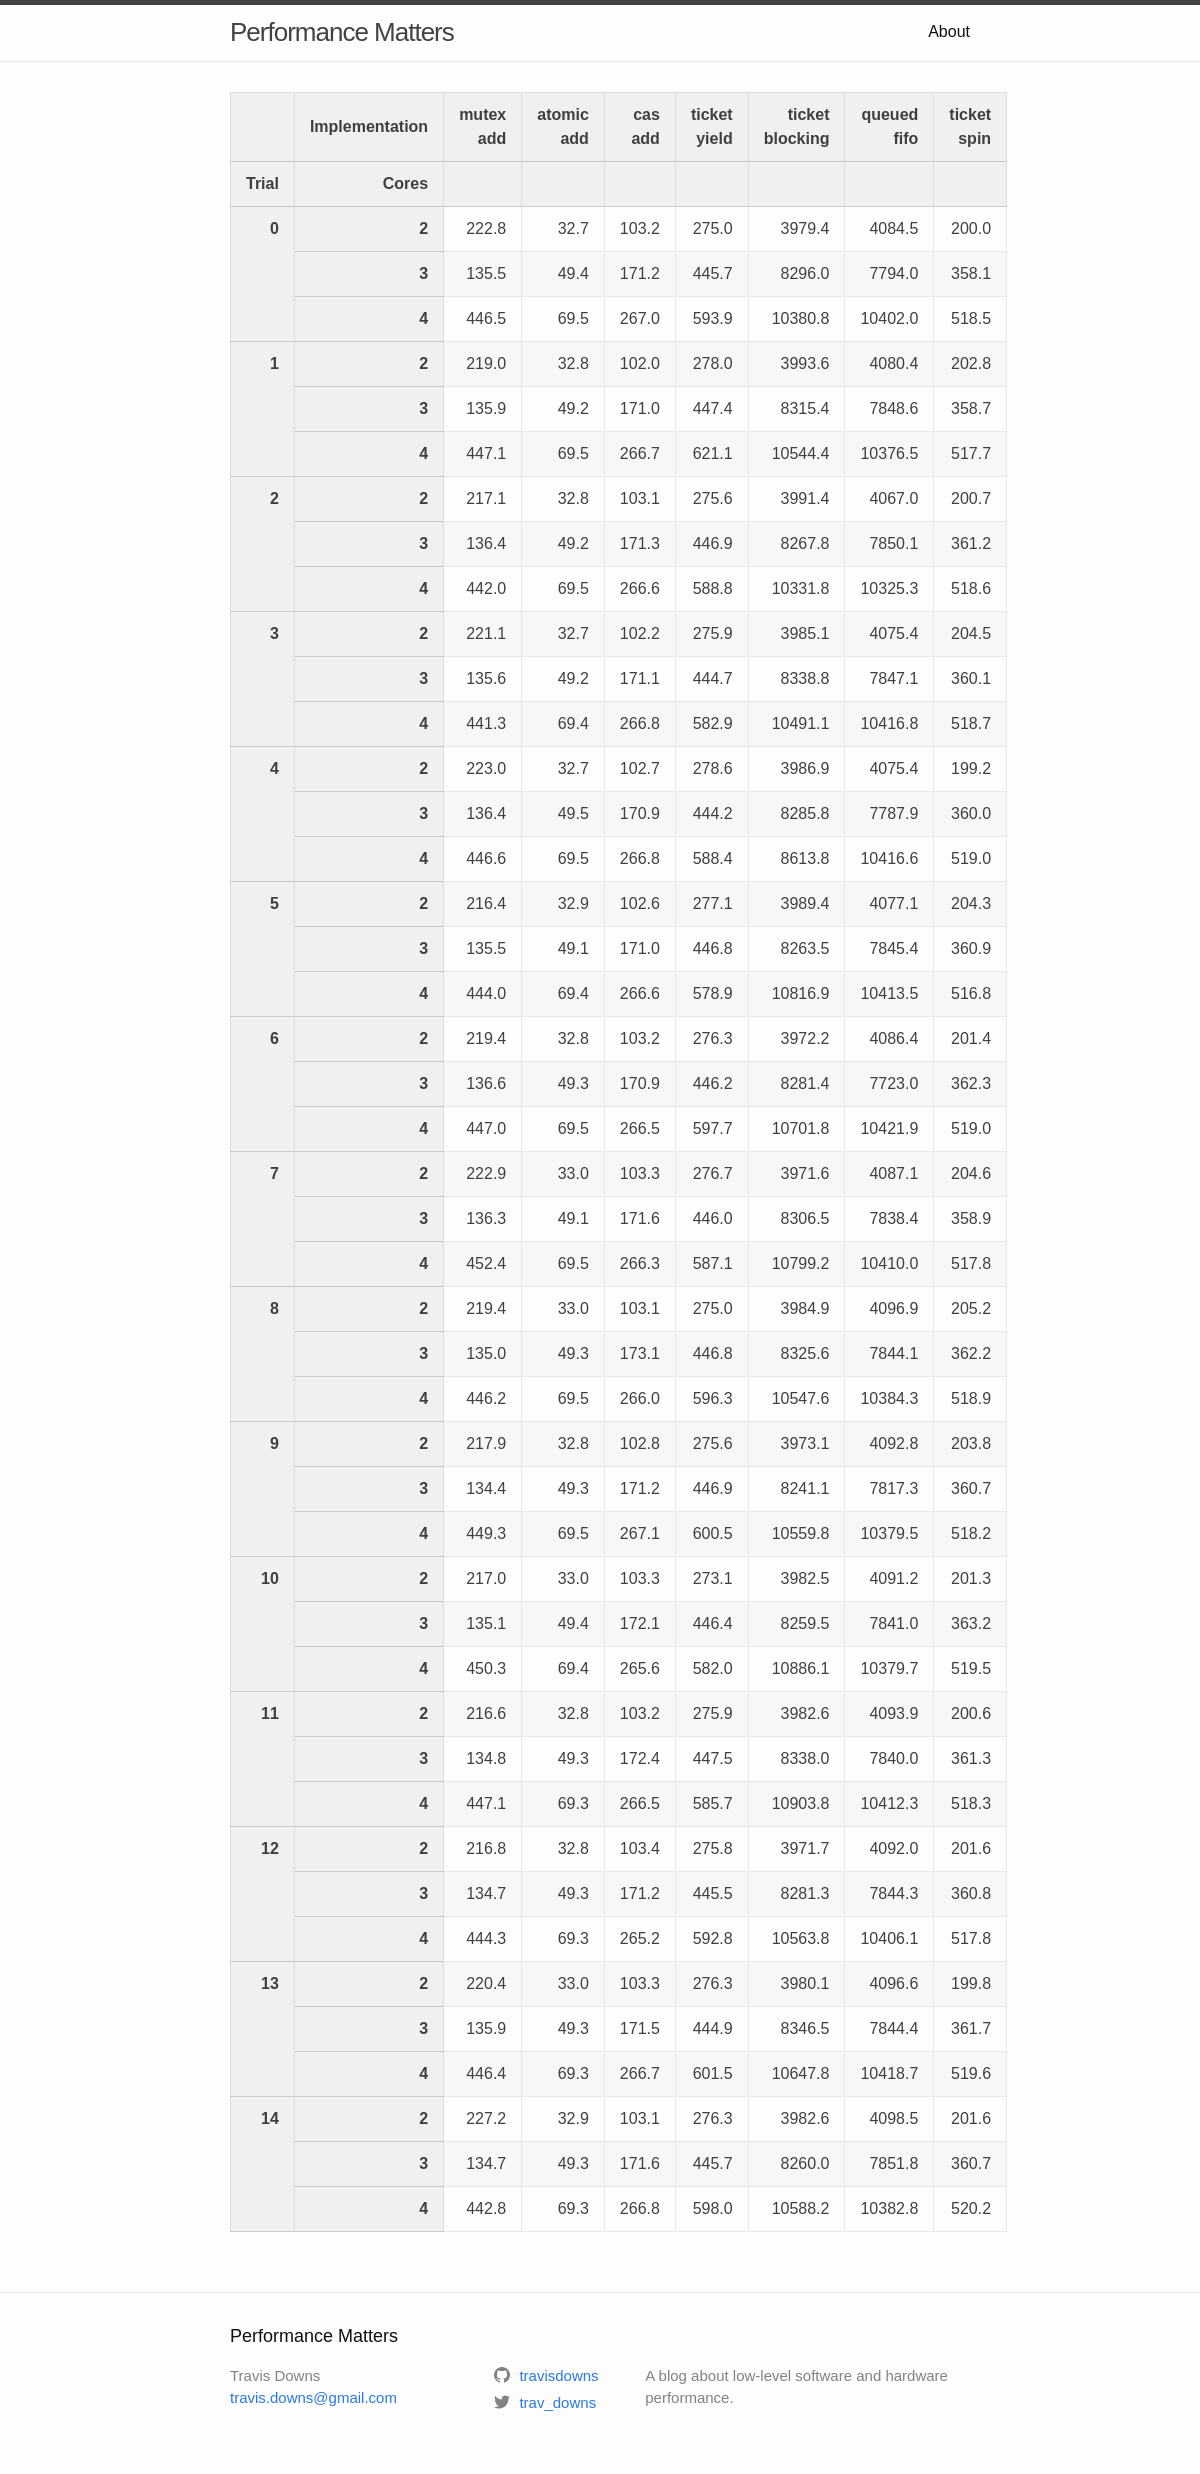 Performance Matters About
Implementation mutex add atomic add cas add ticket yield ticket blocking queued fifo ticket spin
Trial Cores
0 2 222.8 32.7 103.2 275.0 3979.4 4084.5 200.0
3 135.5 49.4 171.2 445.7 8296.0 7794.0 358.1
4 446.5 69.5 267.0 593.9 10380.8 10402.0 518.5
1 2 219.0 32.8 102.0 278.0 3993.6 4080.4 202.8
3 135.9 49.2 171.0 447.4 8315.4 7848.6 358.7
4 447.1 69.5 266.7 621.1 10544.4 10376.5 517.7
2 2 217.1 32.8 103.1 275.6 3991.4 4067.0 200.7
3 136.4 49.2 171.3 446.9 8267.8 7850.1 361.2
4 442.0 69.5 266.6 588.8 10331.8 10325.3 518.6
3 2 221.1 32.7 102.2 275.9 3985.1 4075.4 204.5
3 135.6 49.2 171.1 444.7 8338.8 7847.1 360.1
4 441.3 69.4 266.8 582.9 10491.1 10416.8 518.7
4 2 223.0 32.7 102.7 278.6 3986.9 4075.4 199.2
3 136.4 49.5 170.9 444.2 8285.8 7787.9 360.0
4 446.6 69.5 266.8 588.4 8613.8 10416.6 519.0
5 2 216.4 32.9 102.6 277.1 3989.4 4077.1 204.3
3 135.5 49.1 171.0 446.8 8263.5 7845.4 360.9
4 444.0 69.4 266.6 578.9 10816.9 10413.5 516.8
6 2 219.4 32.8 103.2 276.3 3972.2 4086.4 201.4
3 136.6 49.3 170.9 446.2 8281.4 7723.0 362.3
4 447.0 69.5 266.5 597.7 10701.8 10421.9 519.0
7 2 222.9 33.0 103.3 276.7 3971.6 4087.1 204.6
3 136.3 49.1 171.6 446.0 8306.5 7838.4 358.9
4 452.4 69.5 266.3 587.1 10799.2 10410.0 517.8
8 2 219.4 33.0 103.1 275.0 3984.9 4096.9 205.2
3 135.0 49.3 173.1 446.8 8325.6 7844.1 362.2
4 446.2 69.5 266.0 596.3 10547.6 10384.3 518.9
9 2 217.9 32.8 102.8 275.6 3973.1 4092.8 203.8
3 134.4 49.3 171.2 446.9 8241.1 7817.3 360.7
4 449.3 69.5 267.1 600.5 10559.8 10379.5 518.2
10 2 217.0 33.0 103.3 273.1 3982.5 4091.2 201.3
3 135.1 49.4 172.1 446.4 8259.5 7841.0 363.2
4 450.3 69.4 265.6 582.0 10886.1 10379.7 519.5
11 2 216.6 32.8 103.2 275.9 3982.6 4093.9 200.6
3 134.8 49.3 172.4 447.5 8338.0 7840.0 361.3
4 447.1 69.3 266.5 585.7 10903.8 10412.3 518.3
12 2 216.8 32.8 103.4 275.8 3971.7 4092.0 201.6
3 134.7 49.3 171.2 445.5 8281.3 7844.3 360.8
4 444.3 69.3 265.2 592.8 10563.8 10406.1 517.8
13 2 220.4 33.0 103.3 276.3 3980.1 4096.6 199.8
3 135.9 49.3 171.5 444.9 8346.5 7844.4 361.7
4 446.4 69.3 266.7 601.5 10647.8 10418.7 519.6
14 2 227.2 32.9 103.1 276.3 3982.6 4098.5 201.6
3 134.7 49.3 171.6 445.7 8260.0 7851.8 360.7
4 442.8 69.3 266.8 598.0 10588.2 10382.8 520.2
Performance Matters
Travis Downs
travis.downs@gmail.com
travisdowns
trav_downs
A blog about low-level software and hardware
performance.